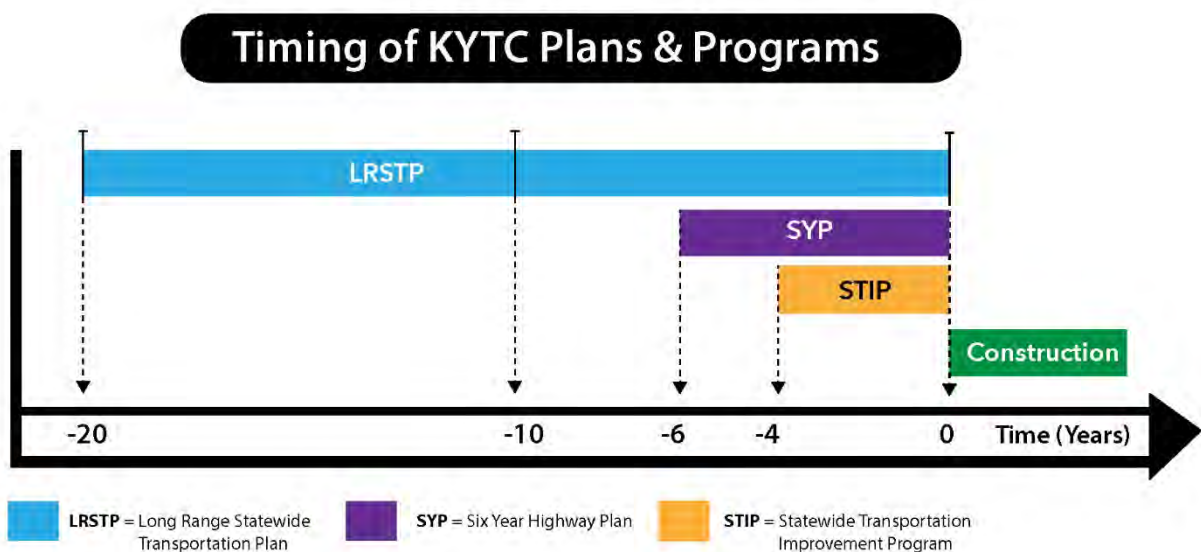 Timing of KYTC Plans & Programs
LRSTP
SYP
STIP
Construction
-20 -10 -6 -4 0 Time (Years)
LRSTP = Long Range Statewide
Transportation Plan
SYP = Six Year Highway Plan
STIP = Statewide Transportation
Improvement Program